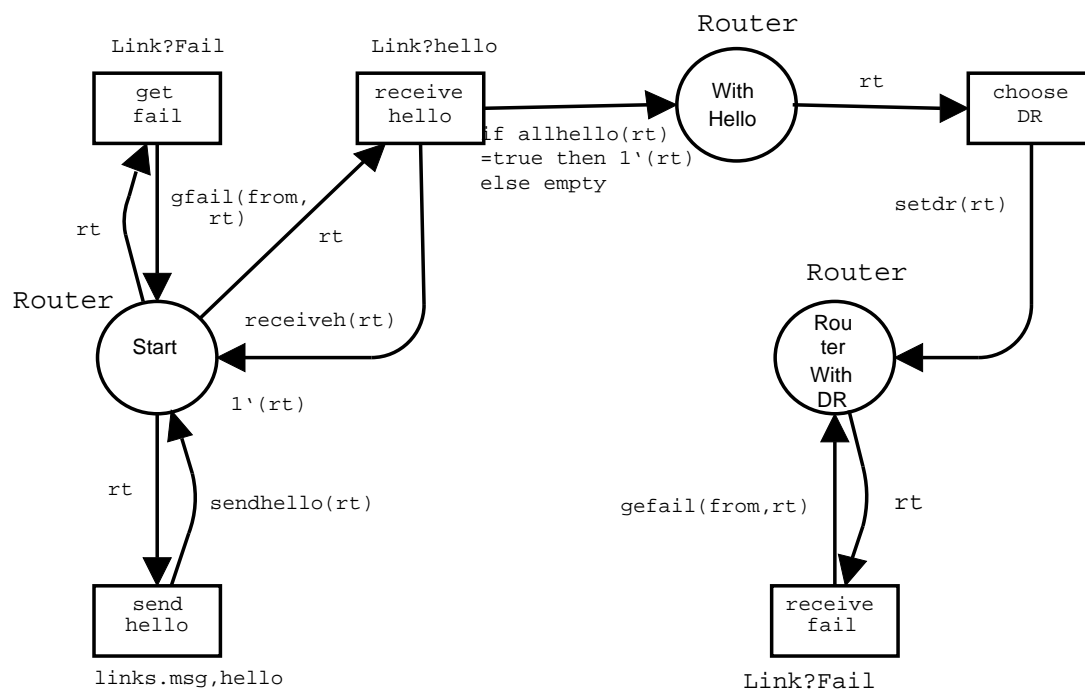 Router
Link?Fail
Link?hello
get
fail
receive
hello
With
Hello
rt
choose
DR
if allhello(rt)
=true then 1‘(rt)
else empty
gfail(from,
rt)
rt
rt
setdr(rt)
Router
Router
receiveh(rt)
Start
Rou
ter
With
DR
1‘(rt)
rt
sendhello(rt)
gefail(from,rt)
rt
send
hello
receive
fail
links.msg,hello
Link?Fail